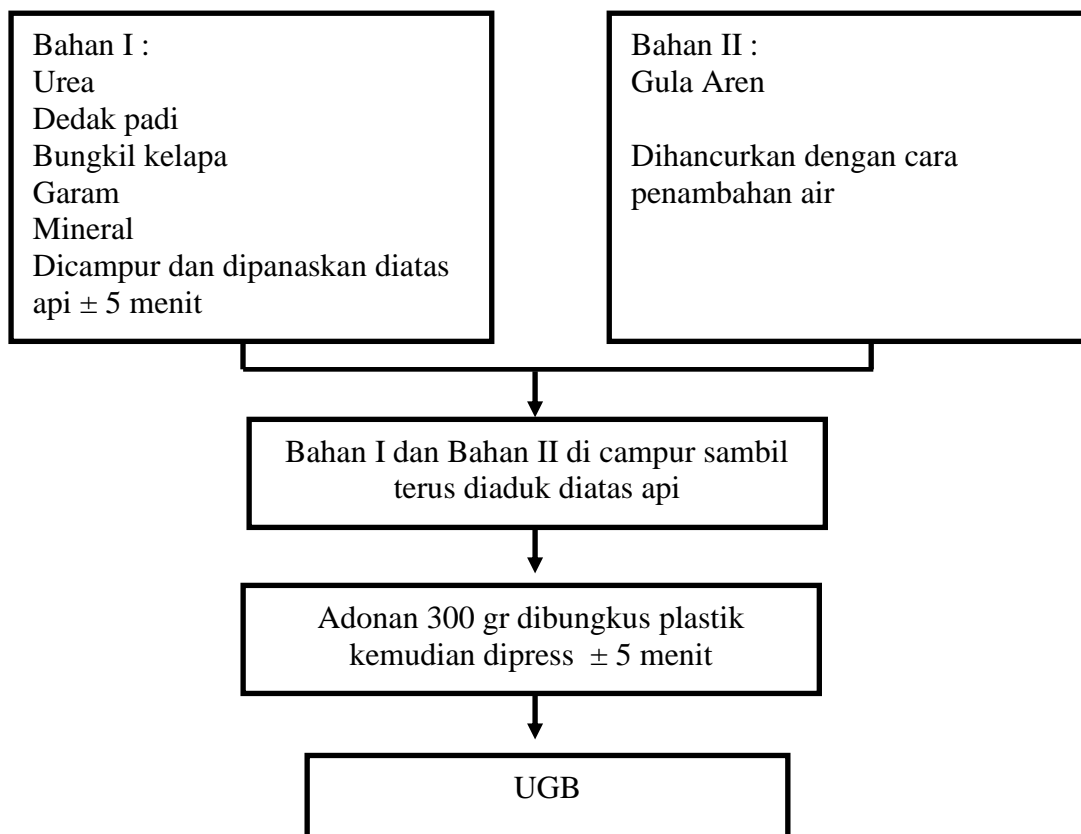 Bahan I :
Urea
Dedak padi
Bungkil kelapa
Garam
Mineral
Dicampur dan dipanaskan diatas
api ± 5 menit
Bahan II :
Gula Aren
Dihancurkan dengan cara
penambahan air
Bahan I dan Bahan II di campur sambil
terus diaduk diatas api
Adonan 300 gr dibungkus plastik
kemudian dipress ± 5 menit
UGB